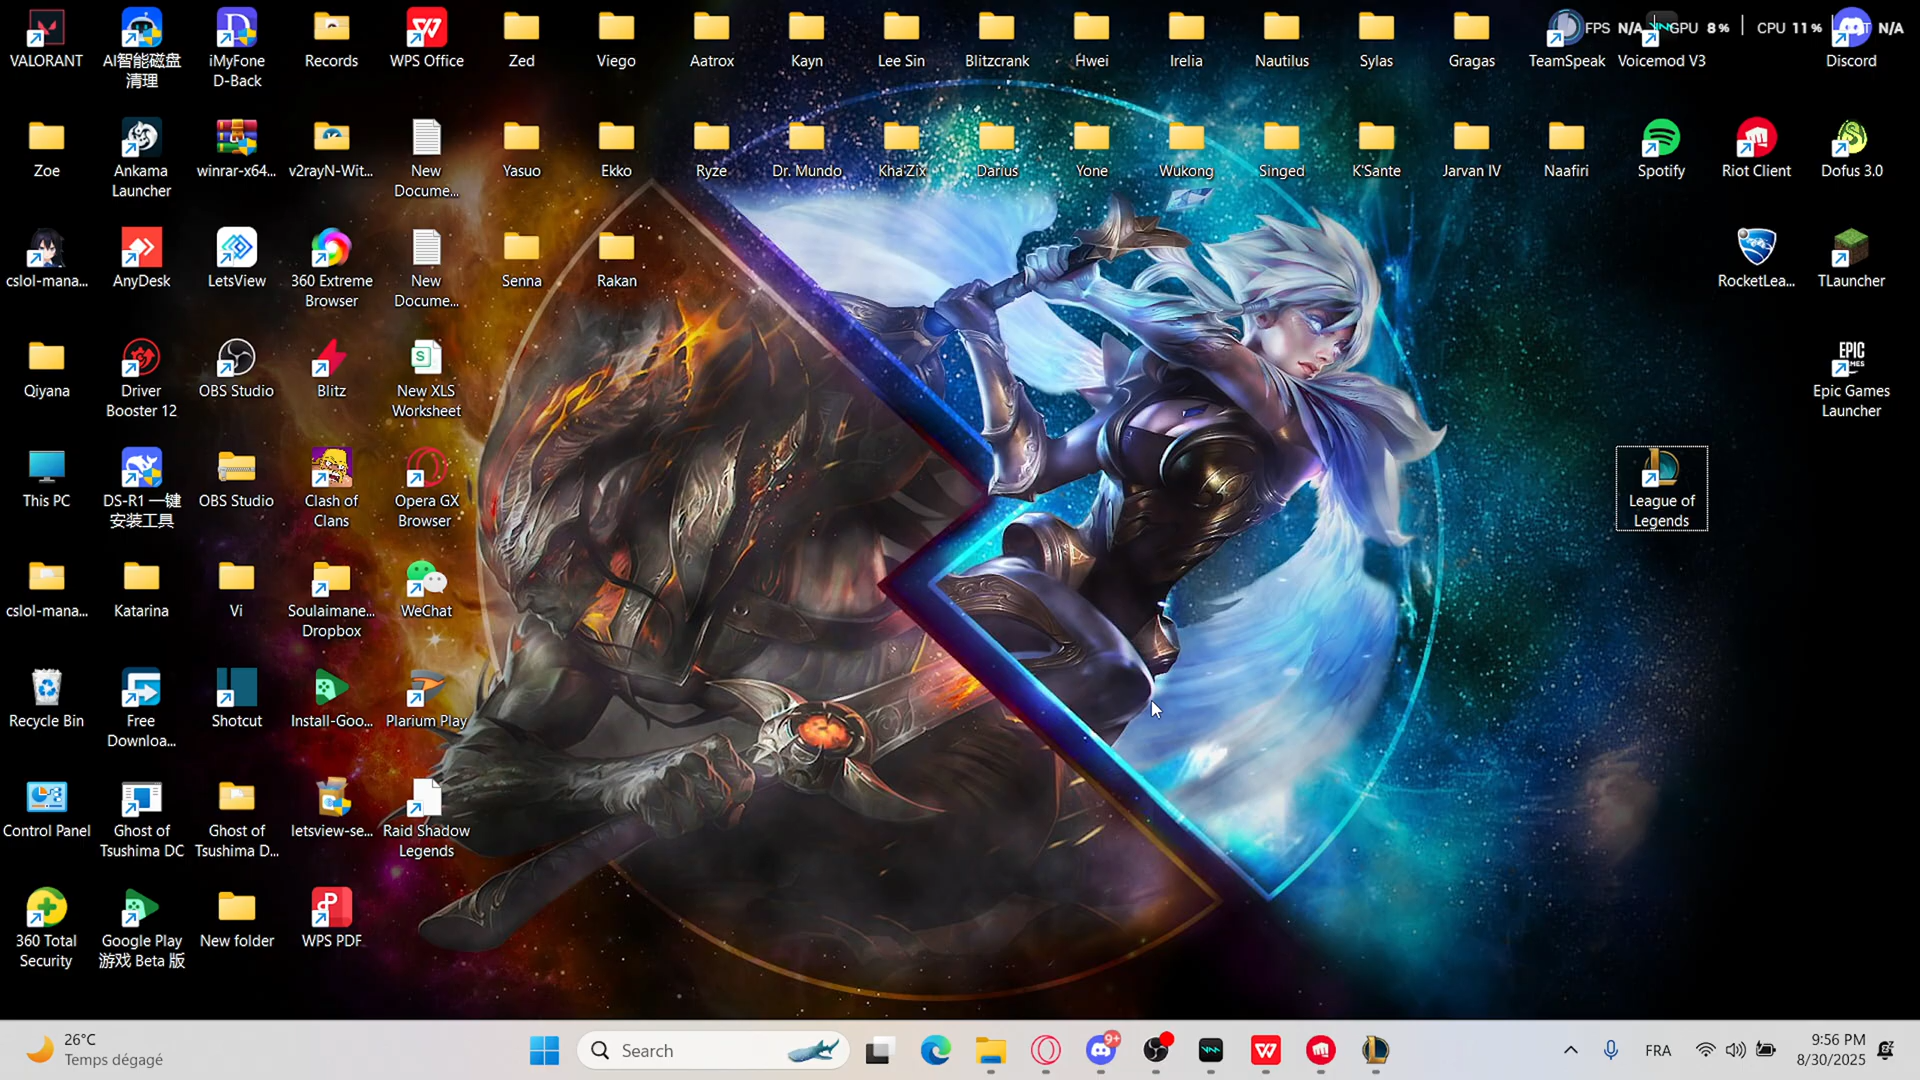 VALORANT
AI智能磁盘
清理
iMyFone
D-Back
Records
WPS Office
Zed
Viego
Aatrox
Kayn
Lee Sin
Blitzcrank
Hwei
Irelia
Nautilus
Sylas
Gragas
TeamSpeak
Voicemod V3
Discord
FPS N/A
GPU 8 %
CPU 11 %
N/A
Zoe
Ankama
Launcher
winrar-x64...
v2rayN-Wit...
New
Docume...
Yasuo
Ekko
Ryze
Dr. Mundo
Kha'Zix
Darius
Yone
Wukong
Singed
K'Sante
Jarvan IV
Naafiri
Spotify
Riot Client
Dofus 3.0
cslol-mana...
AnyDesk
LetsView
360 Extreme
Browser
New
Docume...
Senna
Rakan
RocketLea...
TLauncher
Qiyana
Driver
Booster 12
OBS Studio
Blitz
New XLS
Worksheet
EPIC
GAMES
Epic Games
Launcher
This PC
DS-R1 一键
安装工具
OBS Studio
Clash of
Clans
Opera GX
Browser
League of
Legends
cslol-mana...
Katarina
Vi
Soulaimane...
Dropbox
WeChat
Recycle Bin
Free
Downloa...
Shotcut
Install-Goo...
Plarium Play
Control Panel
Ghost of
Tsushima DC
Ghost of
Tsushima D...
letsview-se...
Raid Shadow
Legends
360 Total
Security
Google Play
游戏 Beta 版
New folder
WPS PDF
26°C
Temps dégagé
Search
9+
FRA
9:56 PM
8/30/2025